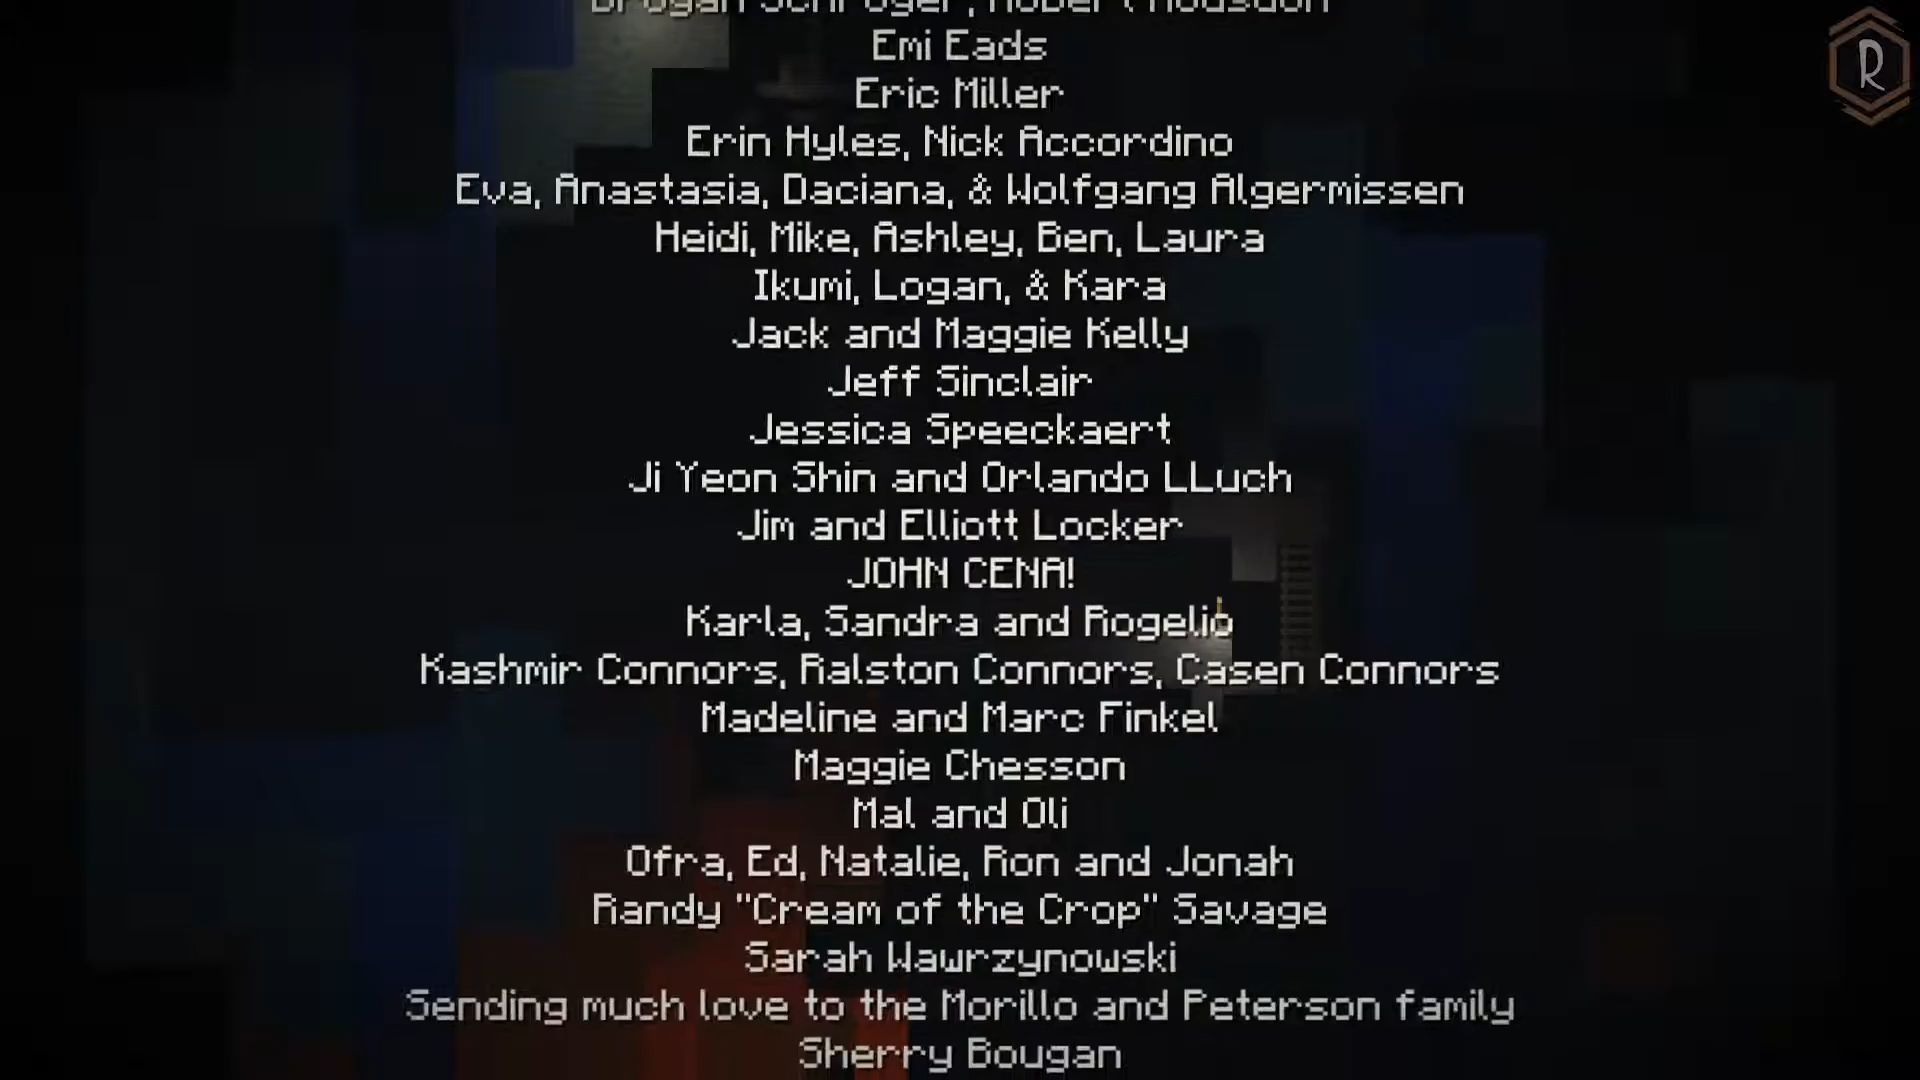 Emi Eads
Eric Miller
Erin Hyles, Nick Accordino
Eva, Anastasia, Daciana, & Wolfgang Algermissen
Heidi, Mike, Ashley, Ben, Laura
Ikumi, Logan, & Kara
Jack and Maggie Kelly
Jeff Sinclair
Jessica Speeckaert
Ji Yeon Shin and Orlando LLuch
Jim and Elliott Locker
JOHN CENA!
Karla, Sandra and Rogelio
Kashmir Connors, Ralston Connors, Casen Connors
Madeline and Marc Finkel
Maggie Chesson
Mal and Oli
Ofra, Ed, Natalie, Ron and Jonah
Randy "Cream of the Crop" Savage
Sarah Wawrzynowski
Sending much love to the Morillo and Peterson family
Sherry Bougan
R